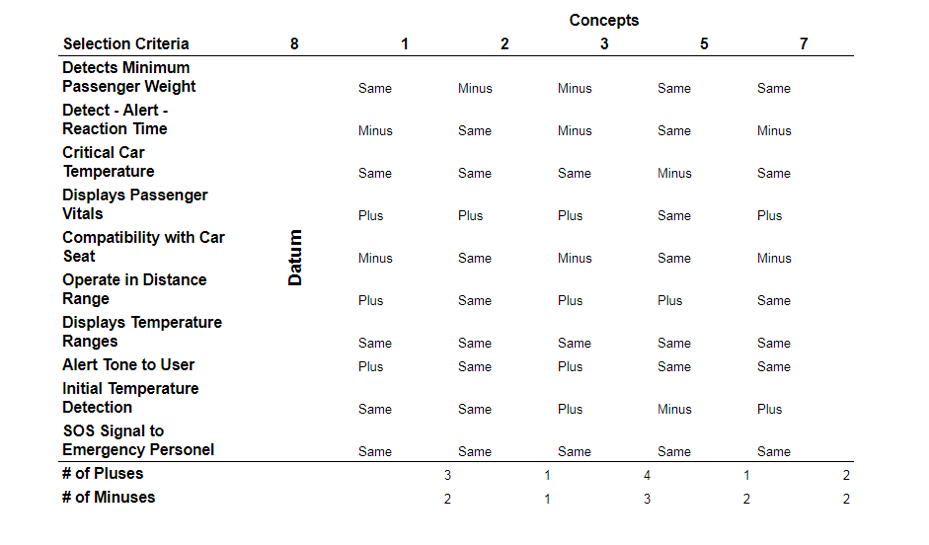 Concepts
Selection Criteria 8 1 2 3 5 7
Detects Minimum
Passenger Weight Same Minus Minus Same Same
Detect - Alert -
Reaction Time Minus Same Minus Same Minus
Critical Car
Temperature Same Same Same Minus Same
Displays Passenger
Vitals Plus Plus Plus Same Plus
Datum
Compatibility with Car
Seat Minus Same Minus Same Minus
Operate in Distance
Range Plus Same Plus Plus Same
Displays Temperature
Ranges Same Same Same Same Same
Alert Tone to User Plus Same Plus Same Same
Initial Temperature
Detection Same Same Plus Minus Plus
SOS Signal to
Emergency Personel Same Same Same Same Same
# of Pluses 3 1 4 1 2
# of Minuses 2 1 3 2 2